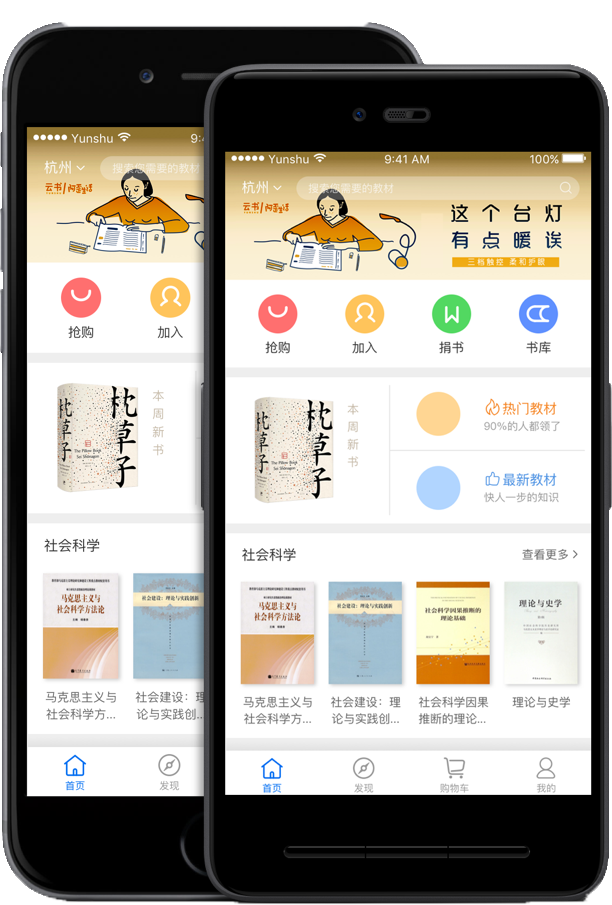 Yunshu
9:4
杭州
搜索您需要的教材
云书
抢购
加入
枕草子
枕草子
The Pillow Book
Sei Shōnagon
本周新书
社会科学
马克思主义与
社会科学方法论
社会建设：理论与实践创新
马克思主义与
社会科学方...
社会建设：理
论与实践创...
首页
发现
Yunshu
9:41 AM
100%
杭州
搜索您需要的教材
云书
这个台灯
有点暖诶
三档触控 柔和护眼
抢购
加入
捐书
书库
枕草子
枕草子
The Pillow Book
Sei Shōnagon
本周新书
热门教材
90%的人都领了
最新教材
快人一步的知识
社会科学
查看更多
马克思主义与
社会科学方法论
社会建设：理论与实践创新
社会科学因果推断的
理论基础
理论与史学
马克思主义与
社会科学方...
社会建设：理
论与实践创...
社会科学因果
推断的理论...
理论与史学
首页
发现
购物车
我的